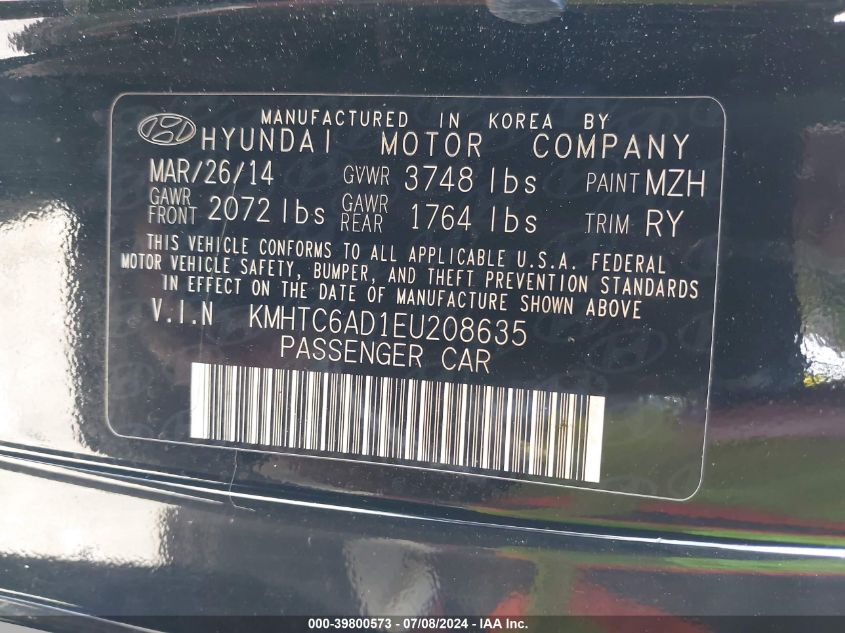 MANUFACTURED IN KOREA BY
HYUNDAI MOTOR COMPANY
MAR/26/14 GVWR 3748 lbs PAINT MZH
GAWR FRONT 2072 lbs GAWR REAR 1764 lbs TRIM RY
THIS VEHICLE CONFORMS TO ALL APPLICABLE U.S.A. FEDERAL
MOTOR VEHICLE SAFETY, BUMPER, AND THEFT PREVENTION STANDARDS
IN EFFECT ON THE DATE OF MANUFACTURE SHOWN ABOVE
V.I.N KMHTC6AD1EU208635
PASSENGER CAR
000-39800573 - 07/08/2024 - IAA Inc.